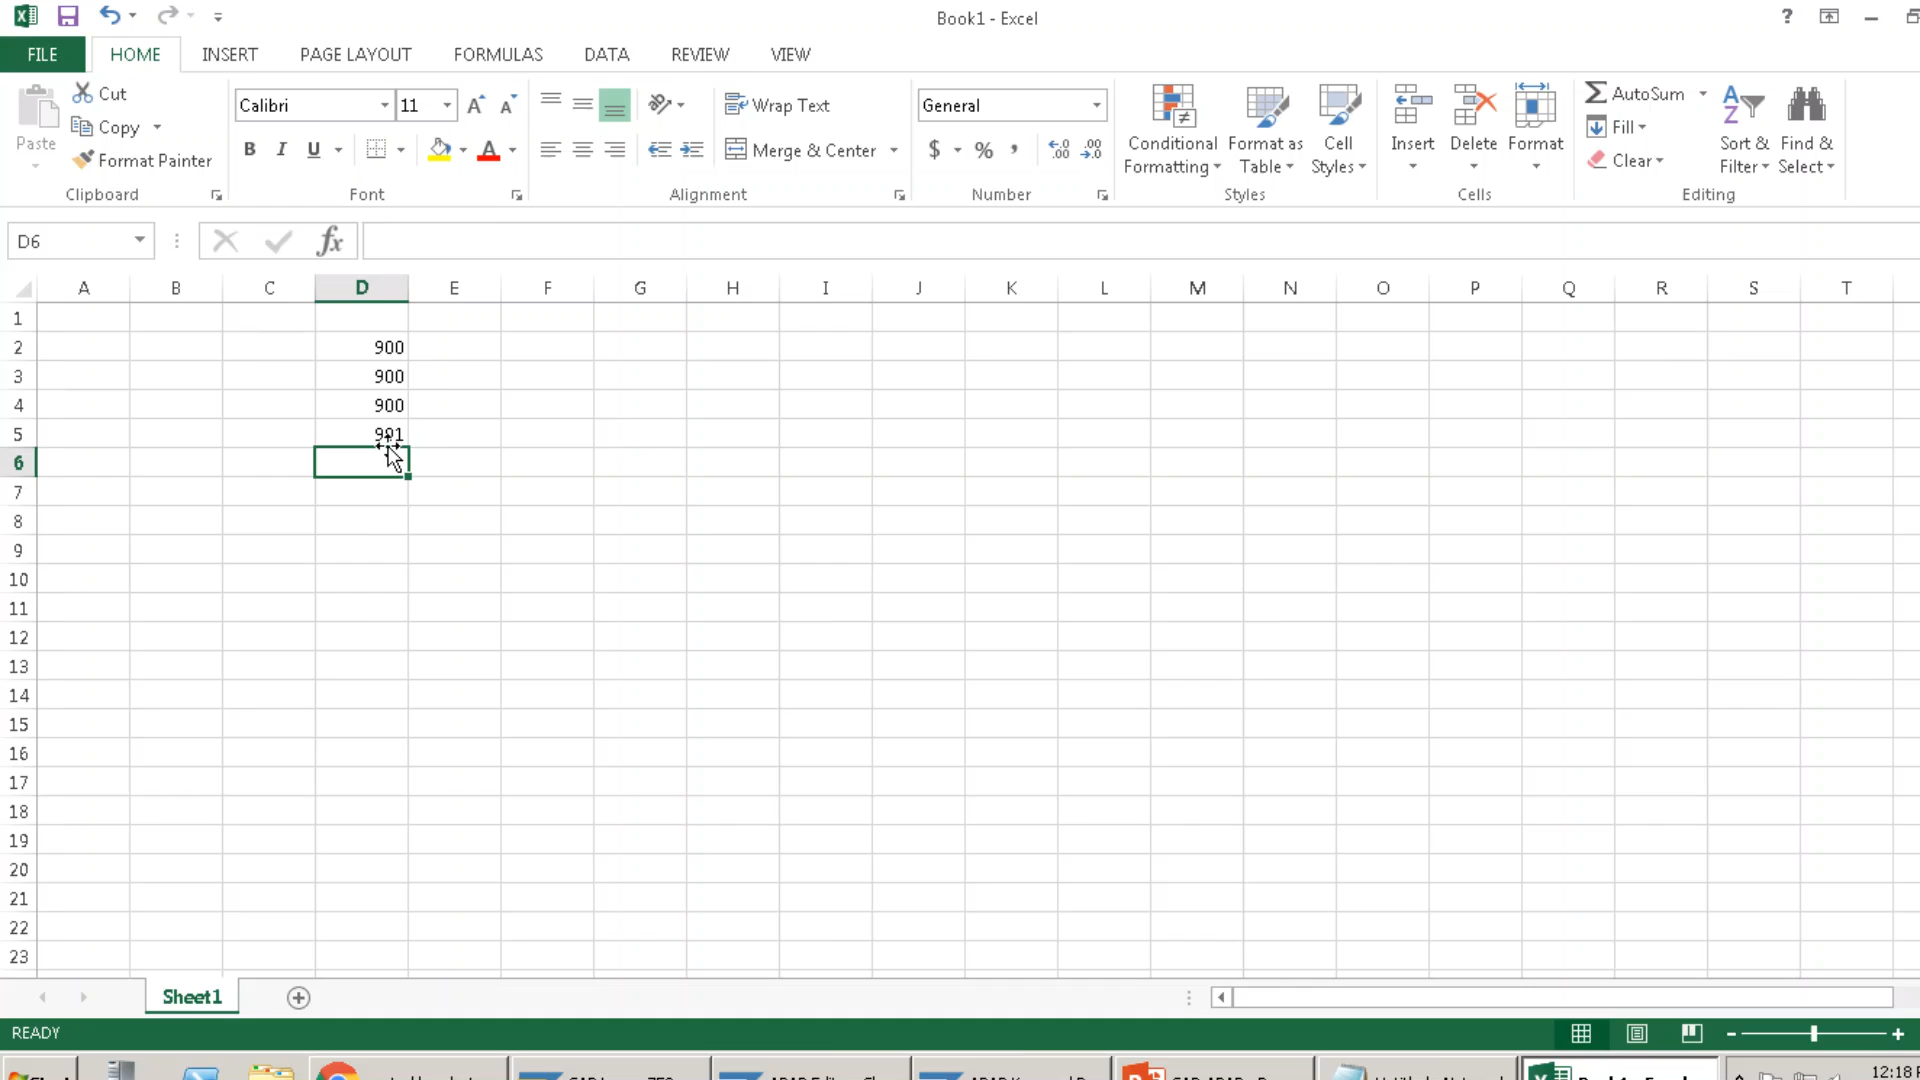 Book1 - Excel
?
FILE HOME INSERT PAGE LAYOUT FORMULAS DATA REVIEW VIEW
Paste
Cut
Copy
Format Painter
Clipboard
Calibri 11 A A
B I U A
Font
Wrap Text
Merge & Center
Alignment
General
$ % ,
Number
Conditional Formatting
Format as Table
Cell Styles
Styles
Insert Delete Format
Cells
AutoSum
Fill
Clear
Sort & Filter
Find & Select
Editing
D6 fx
A B C D E F G H I J K L M N O P Q R S T
1
2 900
3 900
4 900
5
6
7
8
9
10
11
12
13
14
15
16
17
18
19
20
21
22
23
Sheet1
READY
12:18